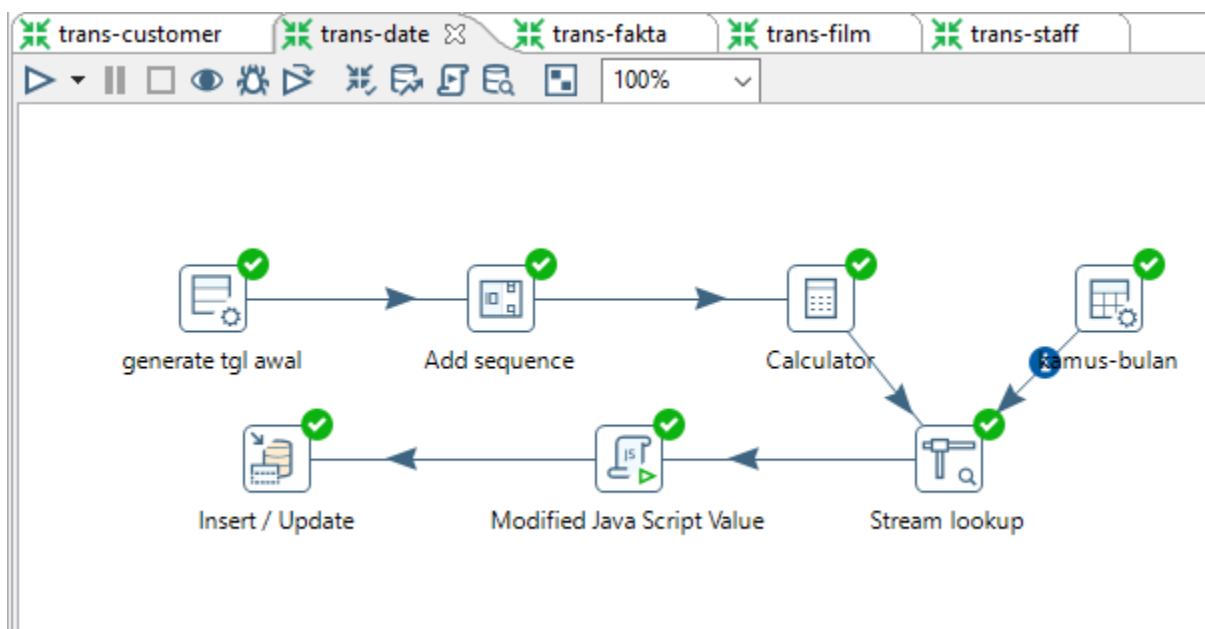 trans-customer
trans-date
trans-fakta
trans-film
trans-staff
100%
generate tgl awal
Add sequence
Calculator
kamus-bulan
Insert / Update
Modified Java Script Value
Stream lookup